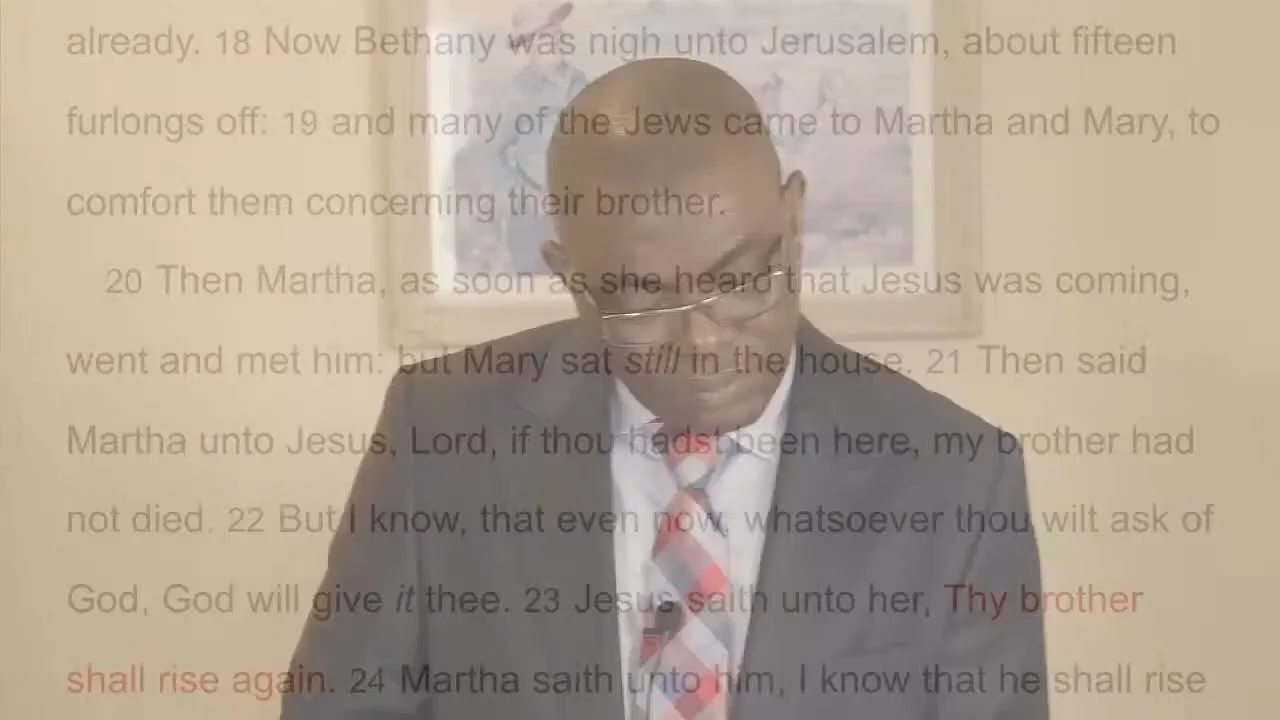 already. 18 Now Bethany was nigh unto Jerusalem, about fifteen
furlongs off: 19 and many of the Jews came to Martha and Mary, to
comfort them concerning their brother.
20 Then Martha, as soon as she heard that Jesus was coming,
went and met him: but Mary sat still in the house. 21 Then said
Martha unto Jesus, Lord, if thou hadst been here, my brother had
not died. 22 But I know, that even now, whatsoever thou wilt ask of
God, God will give it thee. 23 Jesus saith unto her, Thy brother
shall rise again. 24 Martha saith unto him, I know that he shall rise